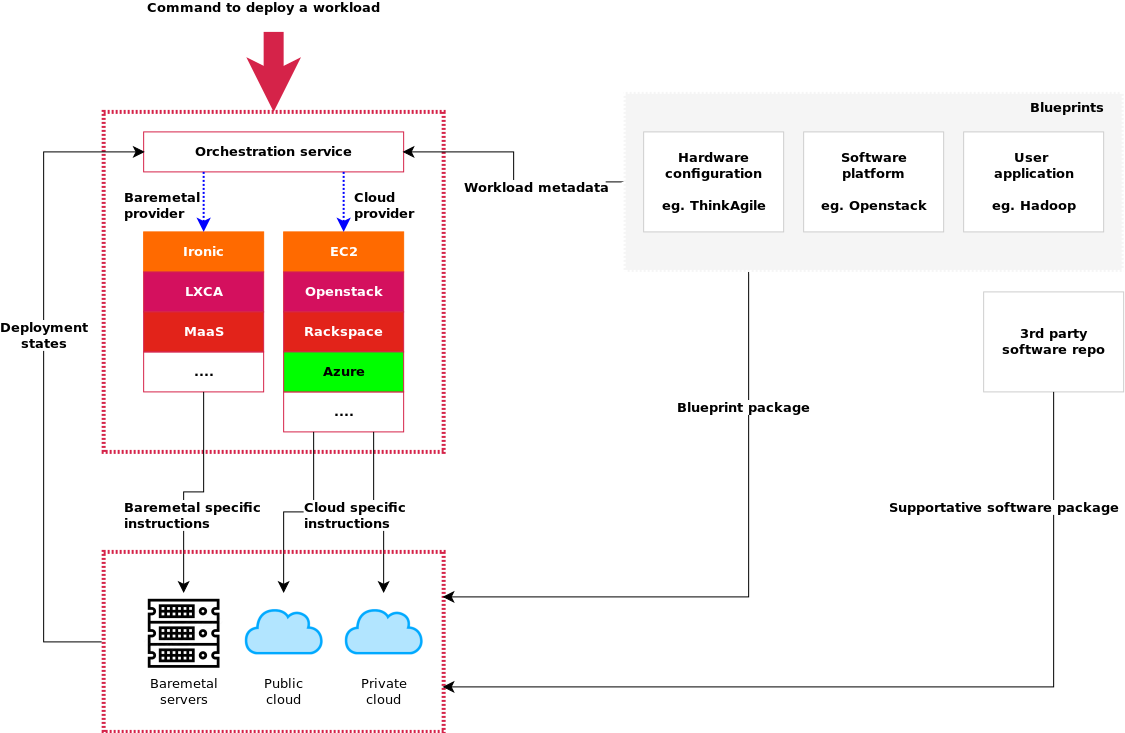 Command to deploy a workload
Blueprints
Orchestration service
Hardware
configuration
eg. ThinkAgile
Software
platform
eg. Openstack
User
application
eg. Hadoop
Workload metadata
Baremetal
provider
Cloud
provider
Ironic
LXCA
MaaS
....
EC2
Openstack
Rackspace
Azure
....
Deployment
states
3rd party
software repo
Blueprint package
Baremetal specific
instructions
Cloud specific
instructions
Supportative software package
Baremetal
servers
Public
cloud
Private
cloud